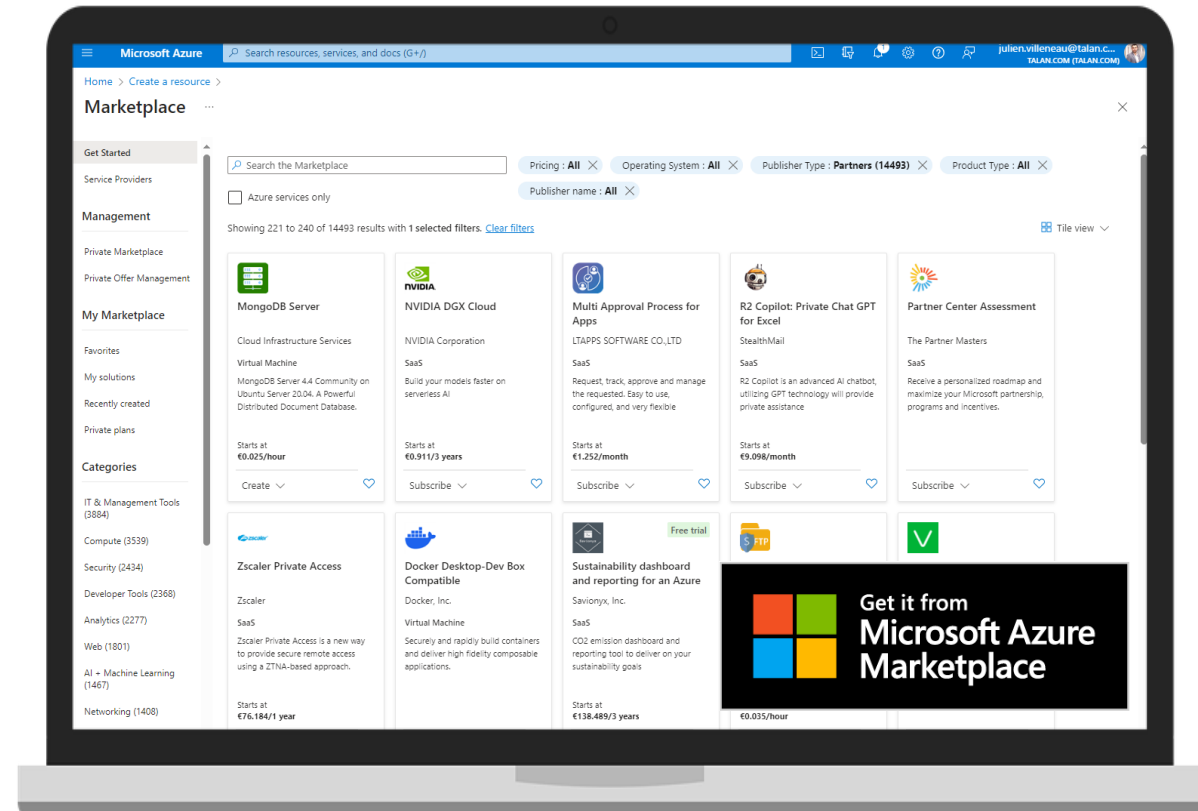 Microsoft Azure
Search resources, services, and docs (G+/)
1
julien.villeneau@talan.c...
TALAN.COM (TALAN.COM)
Home > Create a resource >
Marketplace ...
Get Started
Service Providers
Management
Private Marketplace
Private Offer Management
My Marketplace
Favorites
My solutions
Recently created
Private plans
Categories
IT & Management Tools
(3884)
Compute (3539)
Security (2434)
Developer Tools (2368)
Analytics (2277)
Web (1801)
AI + Machine Learning
(1467)
Networking (1408)
Search the Marketplace
Pricing : All
Operating System : All
Publisher Type : Partners (14493)
Product Type : All
Azure services only
Publisher name : All
Showing 221 to 240 of 14493 results with 1 selected filters. Clear filters
Tile view
MongoDB Server
Cloud Infrastructure Services
Virtual Machine
MongoDB Server 4.4 Community on
Ubuntu Server 20.04. A Powerful
Distributed Document Database.
Starts at
€0.025/hour
Create
NVIDIA
NVIDIA DGX Cloud
NVIDIA Corporation
SaaS
Build your models faster on
serverless AI
Starts at
€0.911/3 years
Subscribe
Multi Approval Process for
Apps
LTAPPS SOFTWARE CO.,LTD
SaaS
Request, track, approve and manage
the requested. Easy to use,
configured, and very flexible
Starts at
€1.252/month
Subscribe
R2 Copilot: Private Chat GPT
for Excel
StealthMail
SaaS
R2 Copilot is an advanced AI chatbot,
utilizing GPT technology will provide
private assistance
Starts at
€9.098/month
Subscribe
Partner Center Assessment
The Partner Masters
SaaS
Receive a personalized roadmap and
maximize your Microsoft partnership,
programs and incentives.
Subscribe
zscaler
Zscaler Private Access
Zscaler
SaaS
Zscaler Private Access is a new way
to provide secure remote access
using a ZTNA-based approach.
Starts at
€76.184/1 year
Docker Desktop-Dev Box
Compatible
Docker, Inc.
Virtual Machine
Securely and rapidly build containers
and deliver high fidelity composable
applications.
Free trial
Sustainability dashboard
and reporting for an Azure
Savionyx, Inc.
SaaS
CO2 emission dashboard and
reporting tool to deliver on your
sustainability goals
Starts at
€138.489/3 years
S FTP
€0.035/hour
Get it from
Microsoft Azure
Marketplace